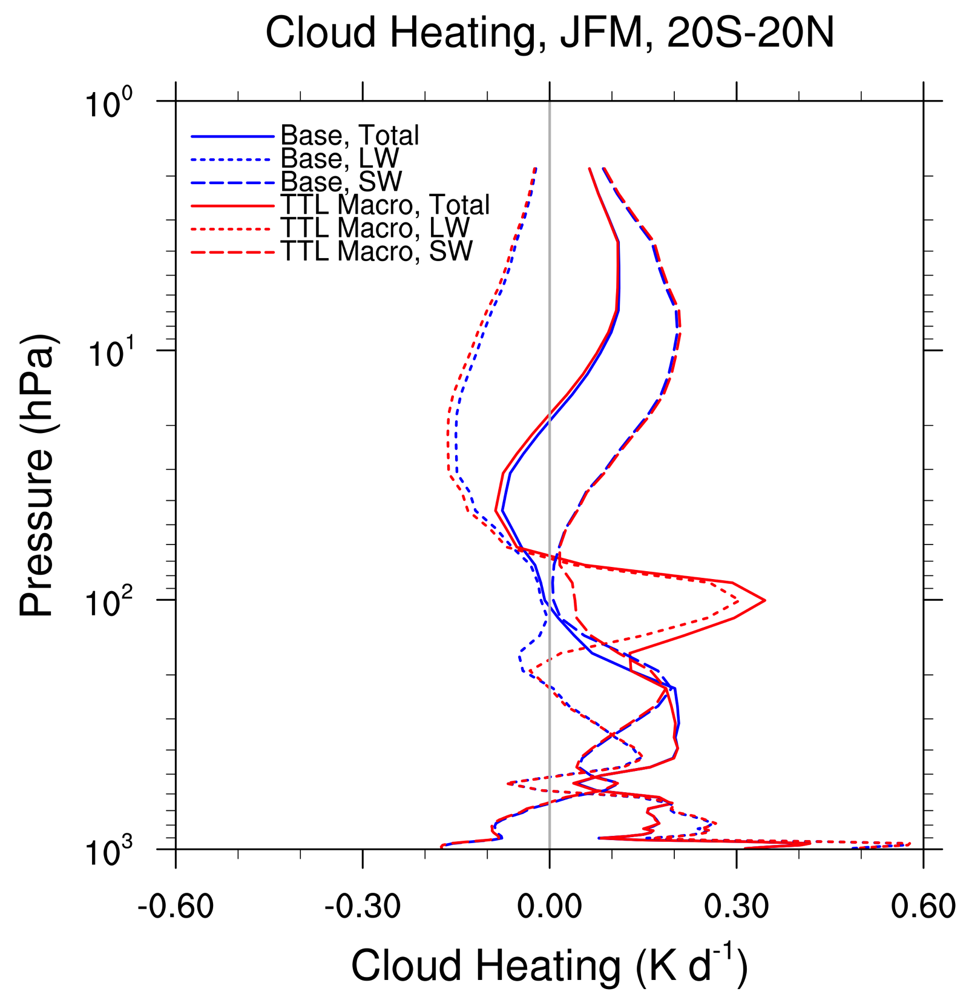 Cloud Heating, JFM, 20S-20N
10⁰
Base, Total
Base, LW
Base, SW
TTL Macro, Total
TTL Macro, LW
TTL Macro, SW
10¹
Pressure (hPa)
10²
10³
-0.60 -0.30 0.00 0.30 0.60
Cloud Heating (K d⁻¹)